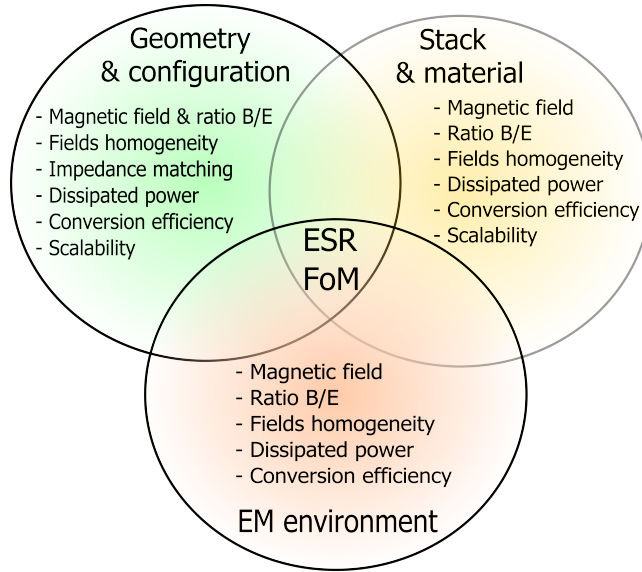 Geometry
& configuration
- Magnetic field & ratio B/E
- Fields homogeneity
- Impedance matching
- Dissipated power
- Conversion efficiency
- Scalability
Stack
& material
- Magnetic field
- Ratio B/E
- Fields homogeneity
- Dissipated power
- Conversion efficiency
- Scalability
ESR
FoM
- Magnetic field
- Ratio B/E
- Fields homogeneity
- Dissipated power
- Conversion efficiency
EM environment